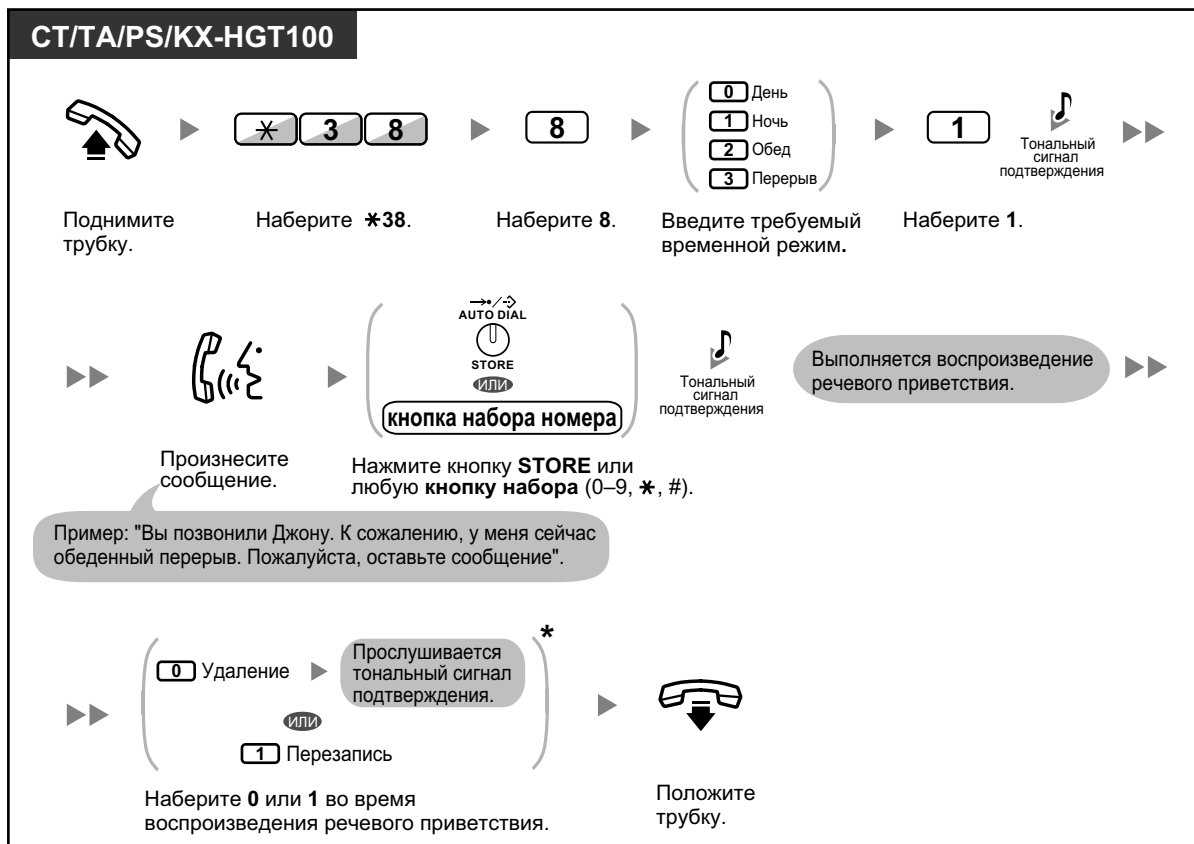 CT/TA/PS/KX-HGT100
✳ 3 8
8
0 День
1 Ночь
2 Обед
3 Перерыв
1
Тональный
сигнал
подтверждения
Поднимите
трубку.
Наберите ✳38.
Наберите 8.
Введите требуемый
временной режим.
Наберите 1.
AUTO DIAL
STORE
ИЛИ
кнопка набора номера
Тональный
сигнал
подтверждения
Выполняется воспроизведение
речевого приветствия.
Произнесите
сообщение.
Нажмите кнопку STORE или
любую кнопку набора (0–9, ✳, #).
Пример: "Вы позвонили Джону. К сожалению, у меня сейчас
обеденный перерыв. Пожалуйста, оставьте сообщение".
0 Удаление
Прослушивается
тональный сигнал
подтверждения.
*
ИЛИ
1 Перезапись
Наберите 0 или 1 во время
воспроизведения речевого приветствия.
Положите
трубку.